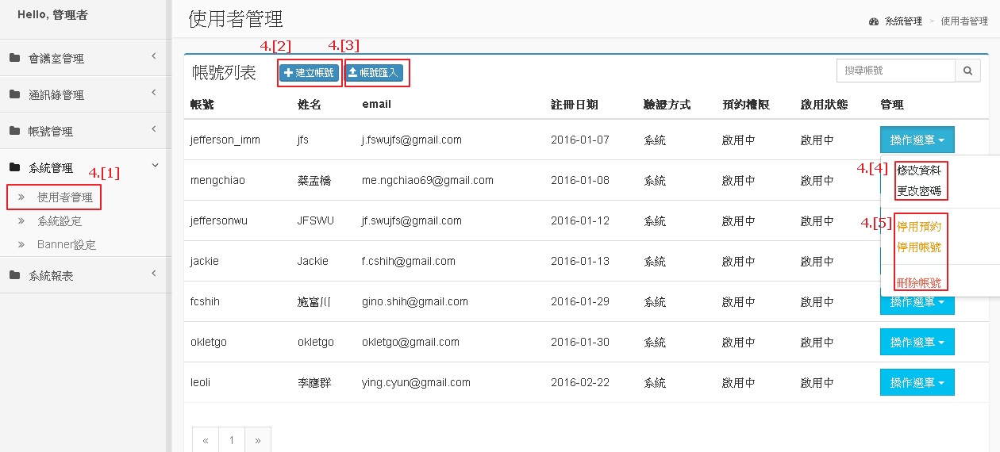 Hello, 管理者
會議室管理
通訊錄管理
帳號管理
系統管理
4.[1]
使用者管理
系統設定
Banner設定
系統報表
使用者管理
系統管理 > 使用者管理
4.[2] 4.[3]
帳號列表 建立帳號 帳號匯入 搜尋帳號
帳號 姓名 email 註冊日期 驗證方式 預約權限 啟用狀態 管理
jefferson_imm jfs j.fswujfs@gmail.com 2016-01-07 系統 啟用中 啟用中 操作選單
mengchiao 蔡孟橋 me.ngchiao69@gmail.com 2016-01-08 系統 啟用中 啟用中
jeffersonwu JFSWU jf.swujfs@gmail.com 2016-01-12 系統 啟用中 啟用中
jackie Jackie f.cshih@gmail.com 2016-01-13 系統 啟用中 啟用中
fcshih 施富川 gino.shih@gmail.com 2016-01-29 系統 啟用中 啟用中 操作選單
okletgo okletgo okletgo@gmail.com 2016-01-30 系統 啟用中 啟用中 操作選單
leoli 李應群 ying.cyun@gmail.com 2016-02-22 系統 啟用中 啟用中 操作選單
4.[4]
修改資料
更改密碼
4.[5]
停用預約
停用帳號
刪除帳號
« 1 »